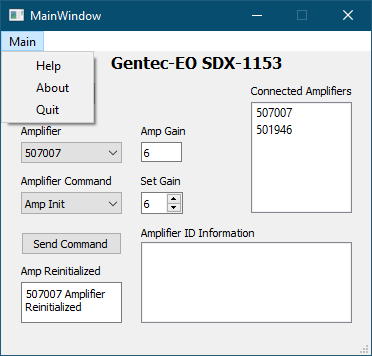 MainWindow
Main
Help
About
Quit
Gentec-EO SDX-1153
Connected Amplifiers
507007
501946
Amplifier
Amp Gain
507007
6
Amplifier Command
Set Gain
Amp Init
6
Send Command
Amplifier ID Information
Amp Reinitialized
507007 Amplifier
Reinitialized